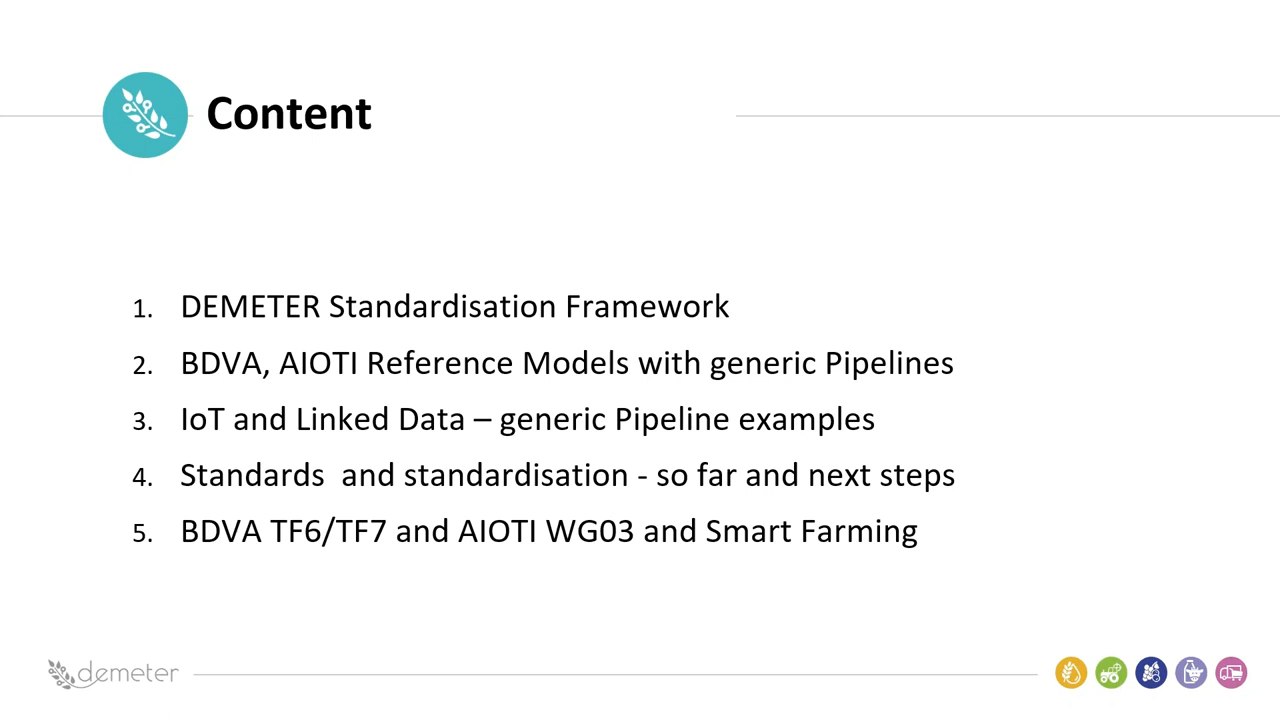 Content
1. DEMETER Standardisation Framework
2. BDVA, AIOTI Reference Models with generic Pipelines
3. IoT and Linked Data – generic Pipeline examples
4. Standards  and standardisation - so far and next steps
5. BDVA TF6/TF7 and AIOTI WG03 and Smart Farming
demeter